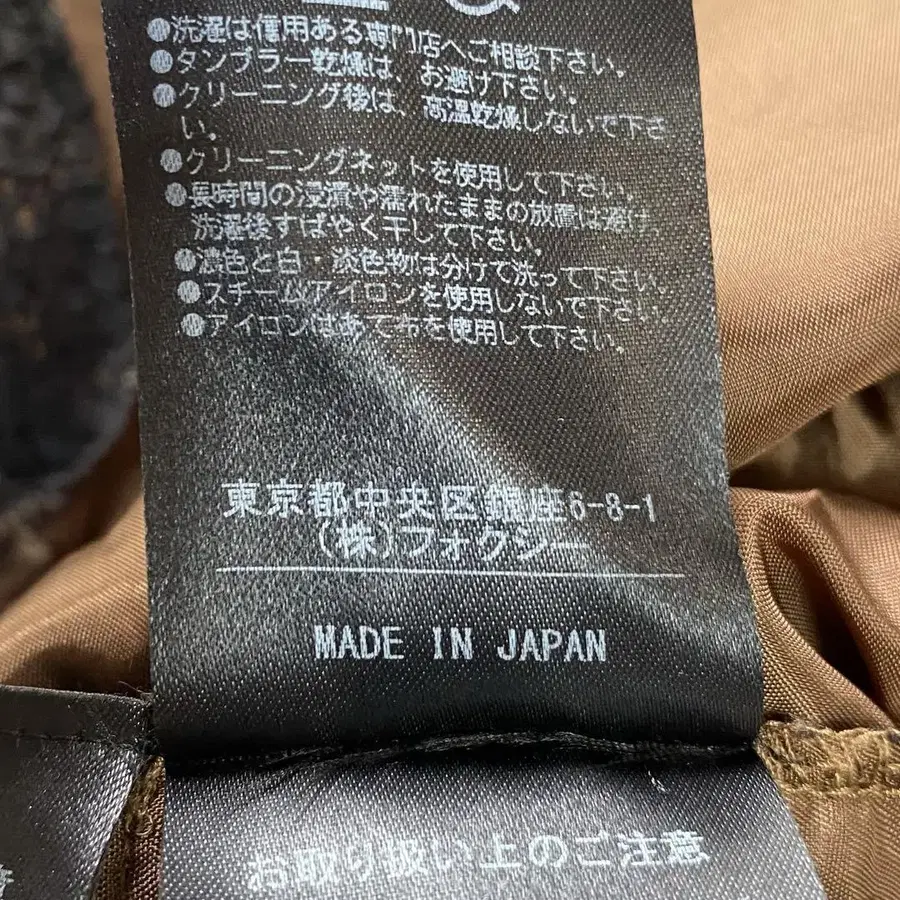 ●洗濯は信用ある専門店へご相談下さい。
●タンブラー乾燥は、お避け下さい。
●クリーニング後は、高温乾燥しないで下さ
い。
●クリーニングネットを使用して下さい。
●長時間の浸漬や濡れたままの放置は避け、
洗濯後すばやく干して下さい。
●濃色と白・淡色物は分けて洗って下さい。
●スチームアイロンを使用しないで下さい。
●アイロンはあて布を使用して下さい。
東京都中央区銀座6-8-1
(株)フォクシー
MADE IN JAPAN
お取り扱い上のご注意